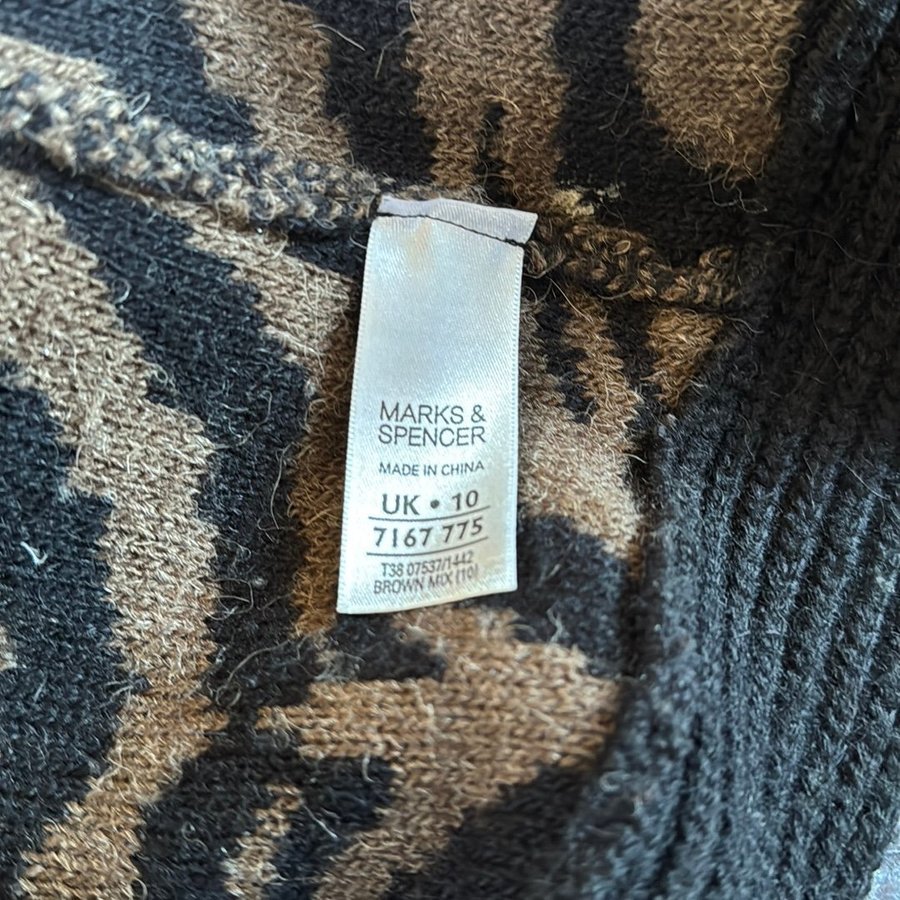 MARKS &
SPENCER
MADE IN CHINA
UK • 10
7167 775
T38 07537/1442
BROWN MIX (10)